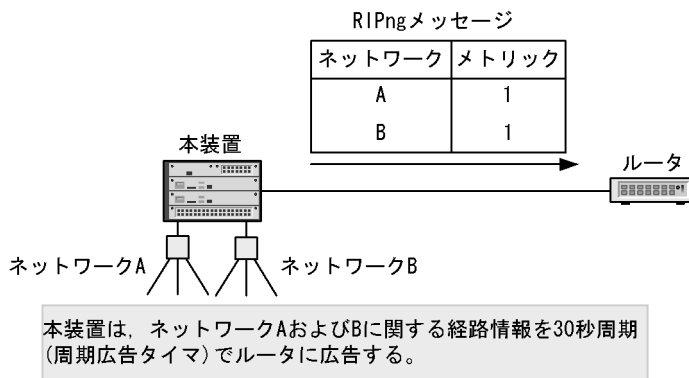 RIPngメッセージ
ネットワーク メトリック
A 1
B 1
本装置
ルータ
ネットワークA
ネットワークB
本装置は，ネットワークAおよびBに関する経路情報を30秒周期
(周期広告タイマ)でルータに広告する。